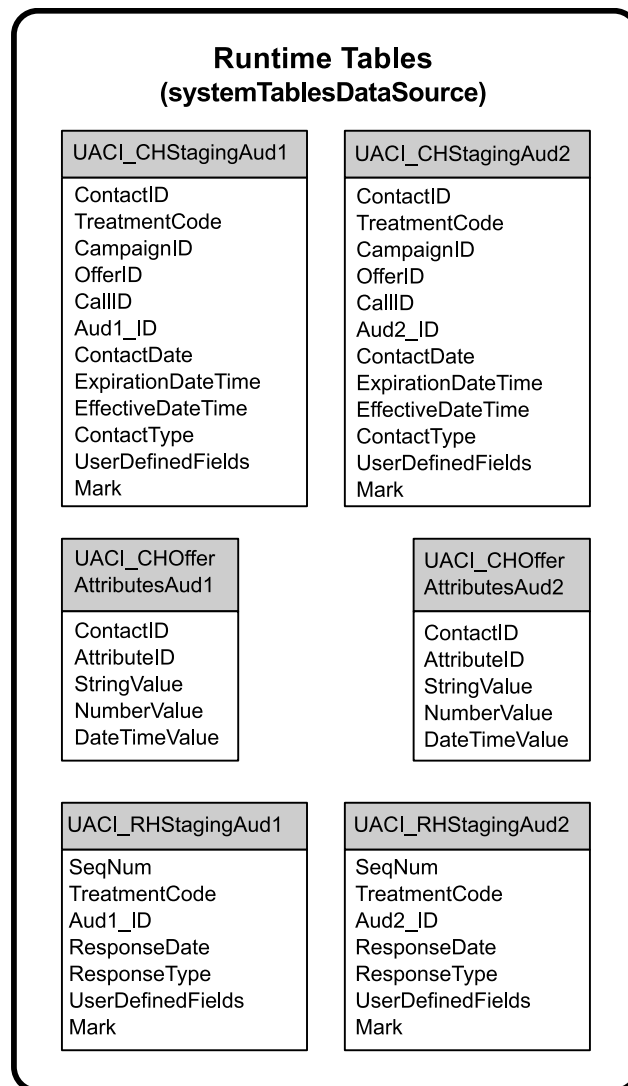 Runtime Tables
(systemTablesDataSource)
UACI_CHStagingAud1
ContactID
TreatmentCode
CampaignID
OfferID
CallID
Aud1_ID
ContactDate
ExpirationDateTime
EffectiveDateTime
ContactType
UserDefinedFields
Mark
UACI_CHStagingAud2
ContactID
TreatmentCode
CampaignID
OfferID
CallID
Aud2_ID
ContactDate
ExpirationDateTime
EffectiveDateTime
ContactType
UserDefinedFields
Mark
UACI_CHOffer
AttributesAud1
ContactID
AttributeID
StringValue
NumberValue
DateTimeValue
UACI_CHOffer
AttributesAud2
ContactID
AttributeID
StringValue
NumberValue
DateTimeValue
UACI_RHStagingAud1
SeqNum
TreatmentCode
Aud1_ID
ResponseDate
ResponseType
UserDefinedFields
Mark
UACI_RHStagingAud2
SeqNum
TreatmentCode
Aud2_ID
ResponseDate
ResponseType
UserDefinedFields
Mark